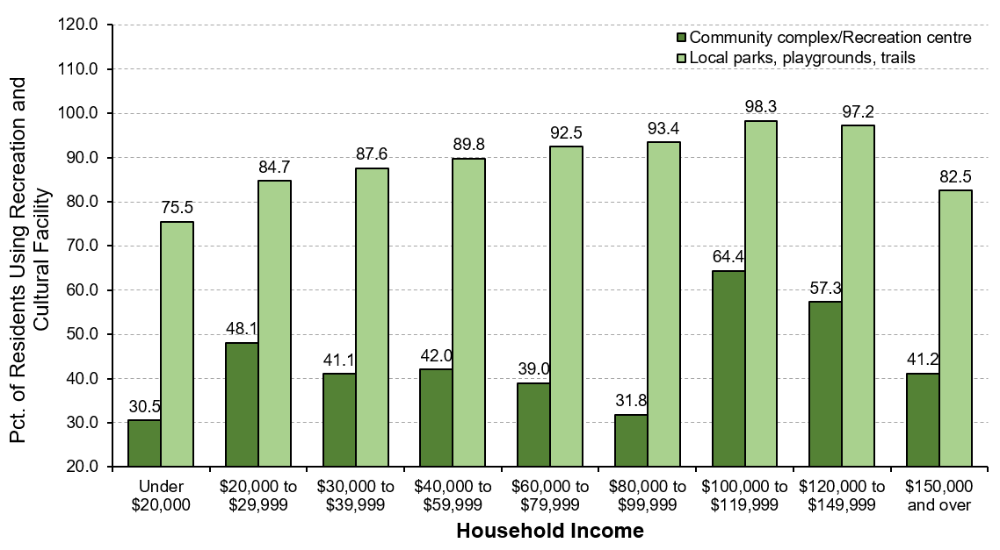 120.0
110.0
100.0
90.0
80.0
70.0
60.0
50.0
40.0
30.0
20.0
Pct. of Residents Using Recreation and
Cultural Facility
Community complex/Recreation centre
Local parks, playgrounds, trails
30.5
75.5
48.1
84.7
41.1
87.6
42.0
89.8
39.0
92.5
31.8
93.4
64.4
98.3
57.3
97.2
41.2
82.5
Under
$20,000
$20,000 to
$29,999
$30,000 to
$39,999
$40,000 to
$59,999
$60,000 to
$79,999
$80,000 to
$99,999
$100,000 to
$119,999
$120,000 to
$149,999
$150,000
and over
Household Income